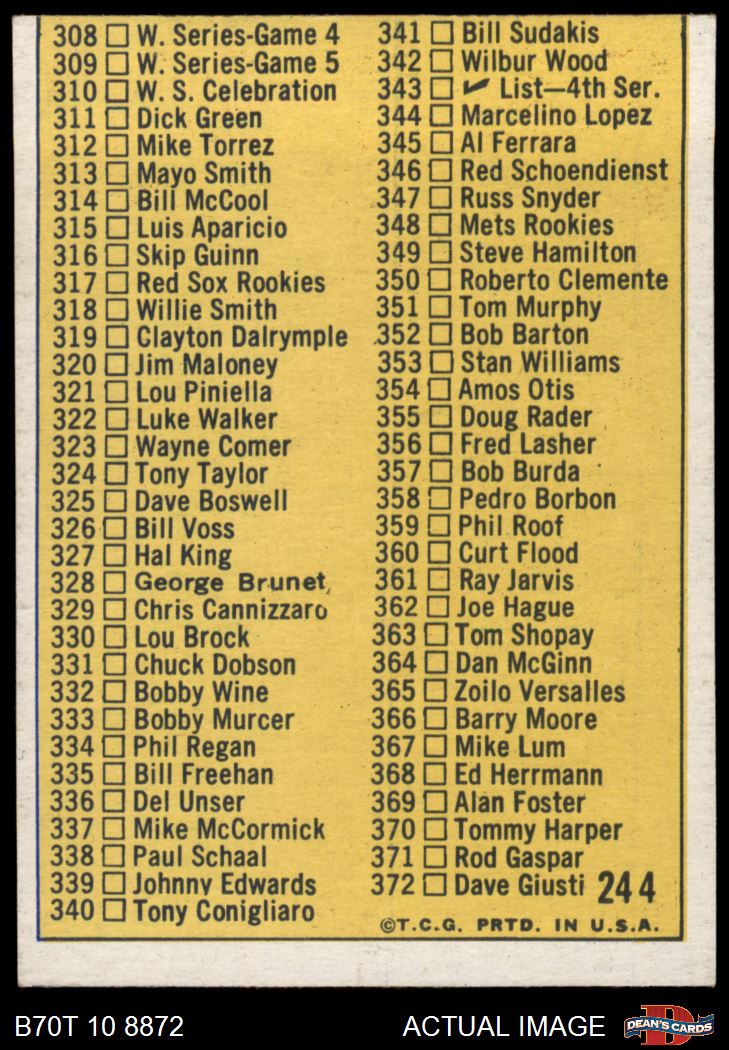 308 W. Series-Game 4
309 W. Series-Game 5
310 W. S. Celebration
311 Dick Green
312 Mike Torrez
313 Mayo Smith
314 Bill McCool
315 Luis Aparicio
316 Skip Guinn
317 Red Sox Rookies
318 Willie Smith
319 Clayton Dalrymple
320 Jim Maloney
321 Lou Piniella
322 Luke Walker
323 Wayne Comer
324 Tony Taylor
325 Dave Boswell
326 Bill Voss
327 Hal King
328 George Brunet
329 Chris Cannizzaro
330 Lou Brock
331 Chuck Dobson
332 Bobby Wine
333 Bobby Murcer
334 Phil Regan
335 Bill Freehan
336 Del Unser
337 Mike McCormick
338 Paul Schaal
339 Johnny Edwards
340 Tony Conigliaro
341 Bill Sudakis
342 Wilbur Wood
343 ✓ List—4th Ser.
344 Marcelino Lopez
345 Al Ferrara
346 Red Schoendienst
347 Russ Snyder
348 Mets Rookies
349 Steve Hamilton
350 Roberto Clemente
351 Tom Murphy
352 Bob Barton
353 Stan Williams
354 Amos Otis
355 Doug Rader
356 Fred Lasher
357 Bob Burda
358 Pedro Borbon
359 Phil Roof
360 Curt Flood
361 Ray Jarvis
362 Joe Hague
363 Tom Shopay
364 Dan McGinn
365 Zoilo Versalles
366 Barry Moore
367 Mike Lum
368 Ed Herrmann
369 Alan Foster
370 Tommy Harper
371 Rod Gaspar
372 Dave Giusti 244
©T.C.G. PRTD. IN U.S.A.
B70T 10 8872
ACTUAL IMAGE
DEAN'S CARDS